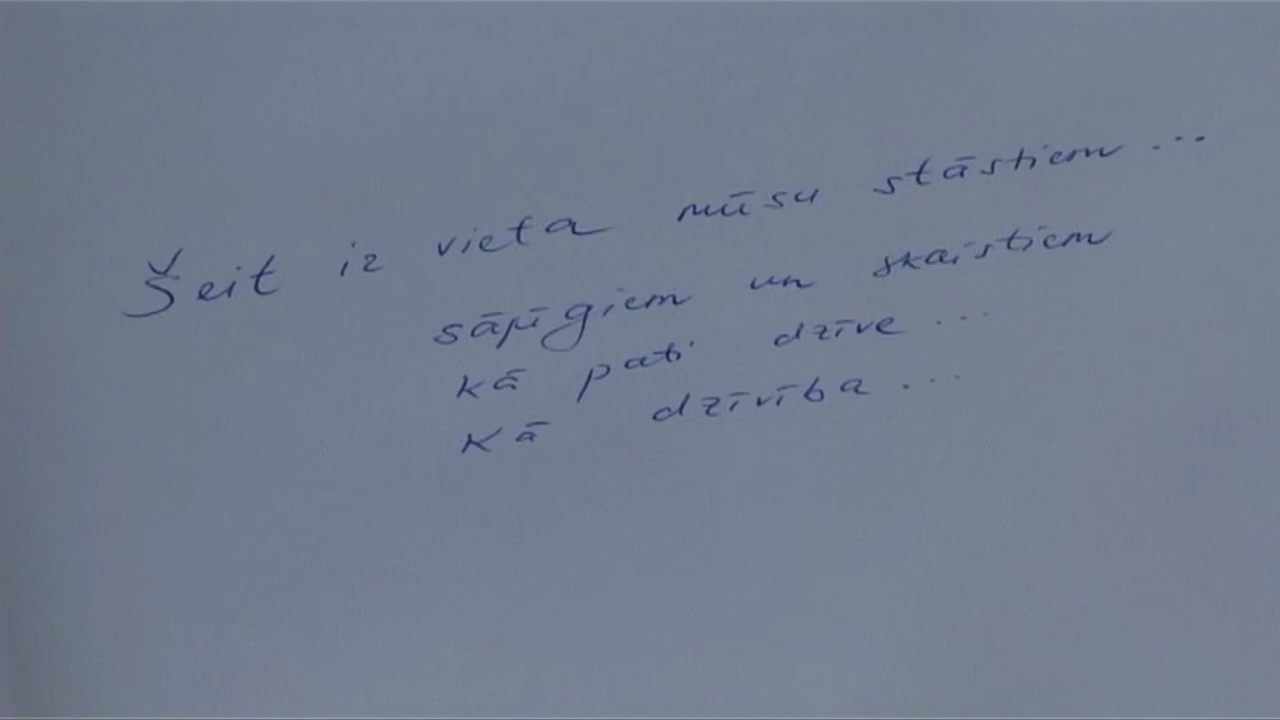 Šeit ir vieta mūsu stāstiem...
sāpīgiem un skaistiem
kā pati dzīve...
Kā dzīvība...